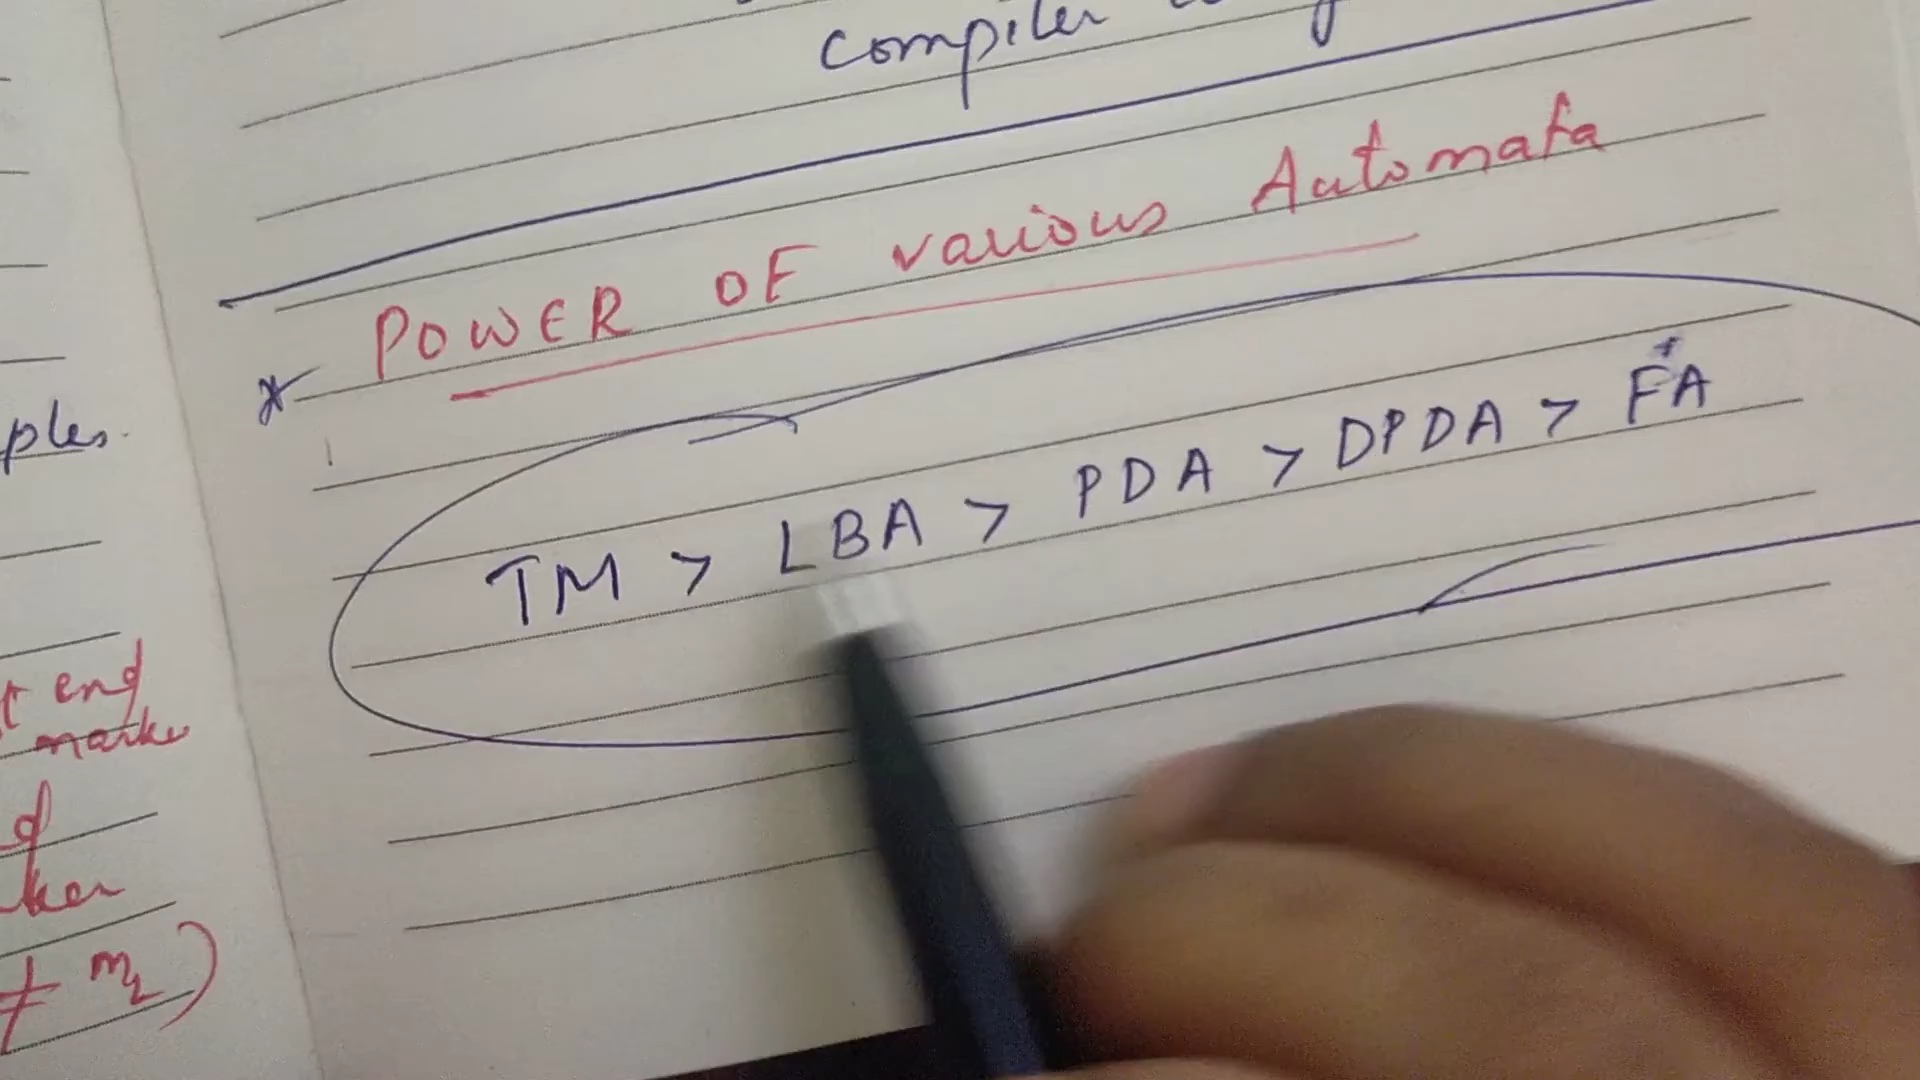 ples.
t end
marke
d
ker
≠ m2)
Compiler
* POWER OF various Automata
TM > LBA > PDA > DPDA > FA